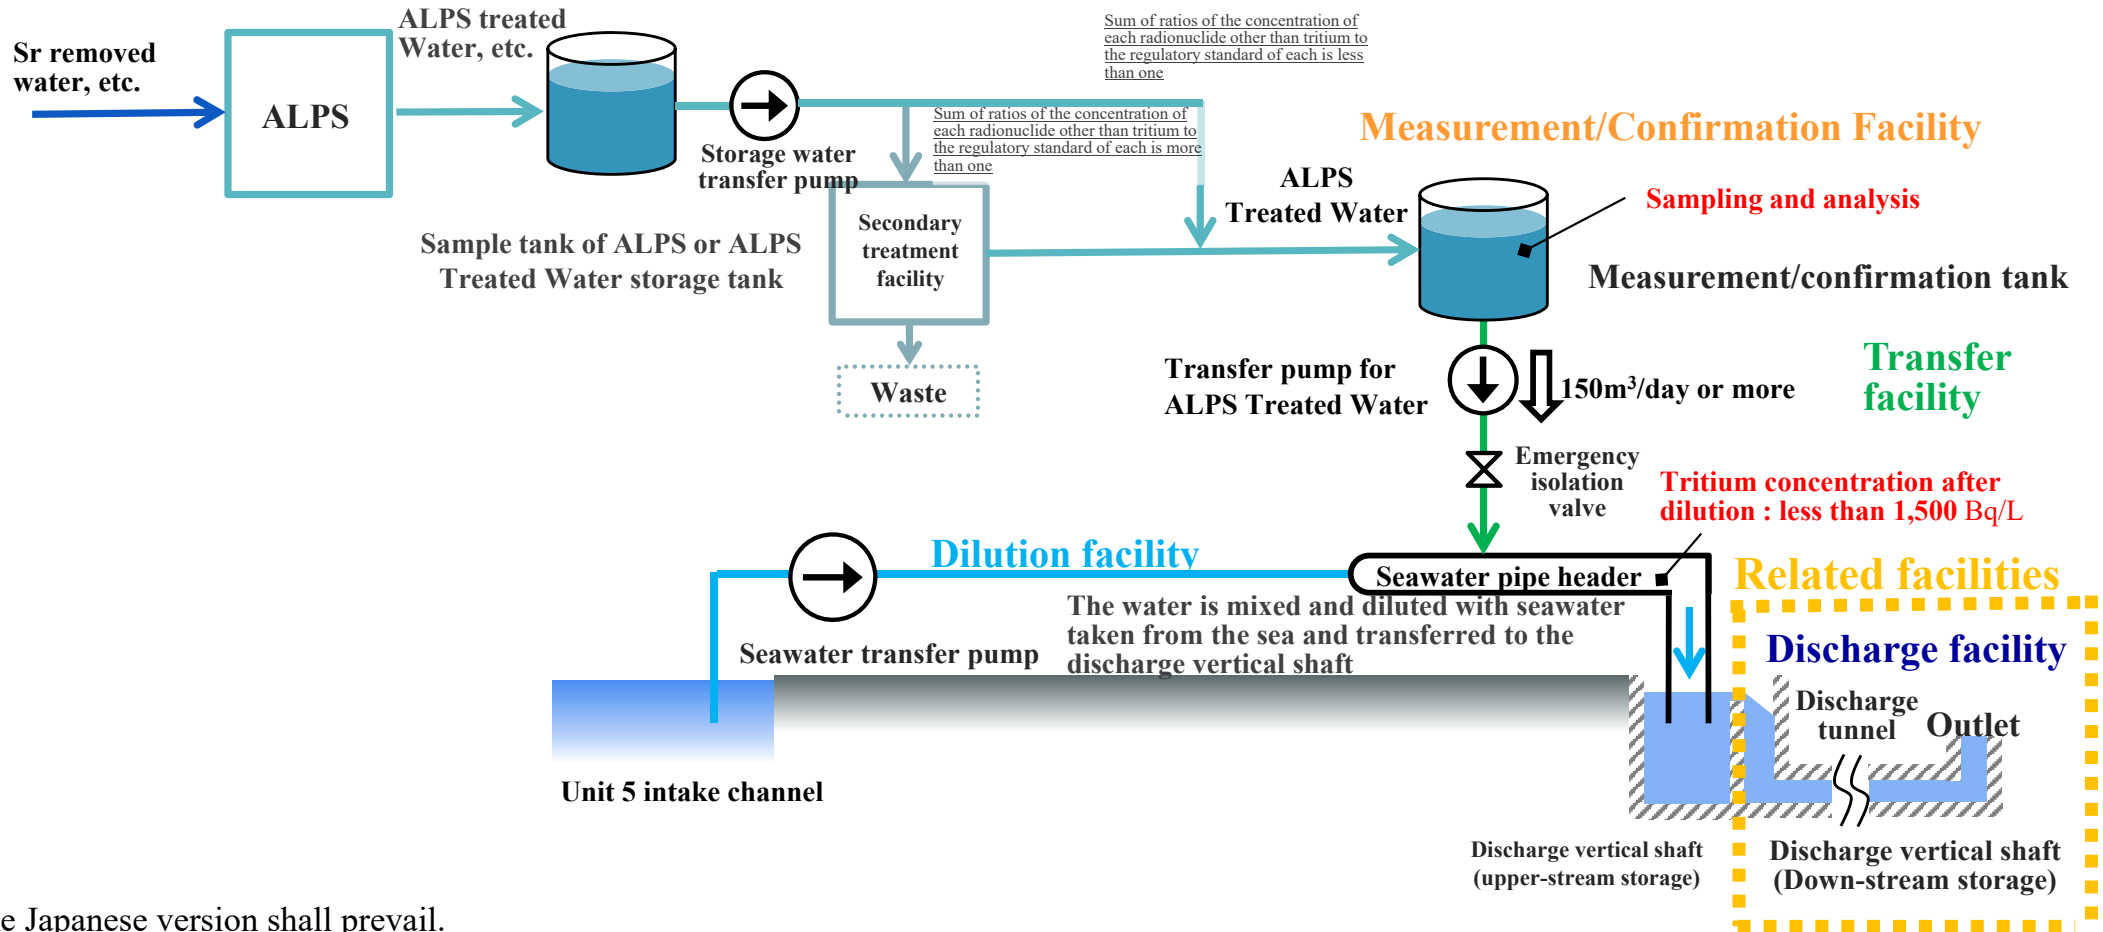 Sr removed
water, etc.
ALPS
ALPS treated
Water, etc.
Storage water
transfer pump
Sum of ratios of the concentration of
each radionuclide other than tritium to
the regulatory standard of each is less
than one
Sum of ratios of the concentration of
each radionuclide other than tritium to
the regulatory standard of each is more
than one
Sample tank of ALPS or ALPS
Treated Water storage tank
Secondary
treatment
facility
Waste
Measurement/Confirmation Facility
ALPS
Treated Water
Sampling and analysis
Measurement/confirmation tank
Transfer pump for
ALPS Treated Water
150m³/day or more
Transfer
facility
Emergency
isolation
valve
Tritium concentration after
dilution : less than 1,500 Bq/L
Dilution facility
Seawater pipe header
Related facilities
The water is mixed and diluted with seawater
taken from the sea and transferred to the
discharge vertical shaft
Seawater transfer pump
Discharge facility
Discharge
tunnel
Outlet
Unit 5 intake channel
Discharge vertical shaft
(upper-stream storage)
Discharge vertical shaft
(Down-stream storage)
Japanese version shall prevail.